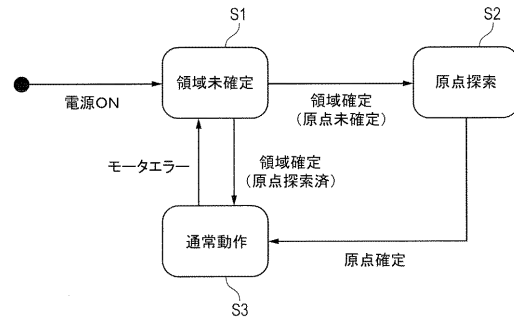 S1
S2
領域未確定
原点探索
電源ON
領域確定
(原点未確定)
モータエラー
領域確定
(原点探索済)
通常動作
原点確定
S3